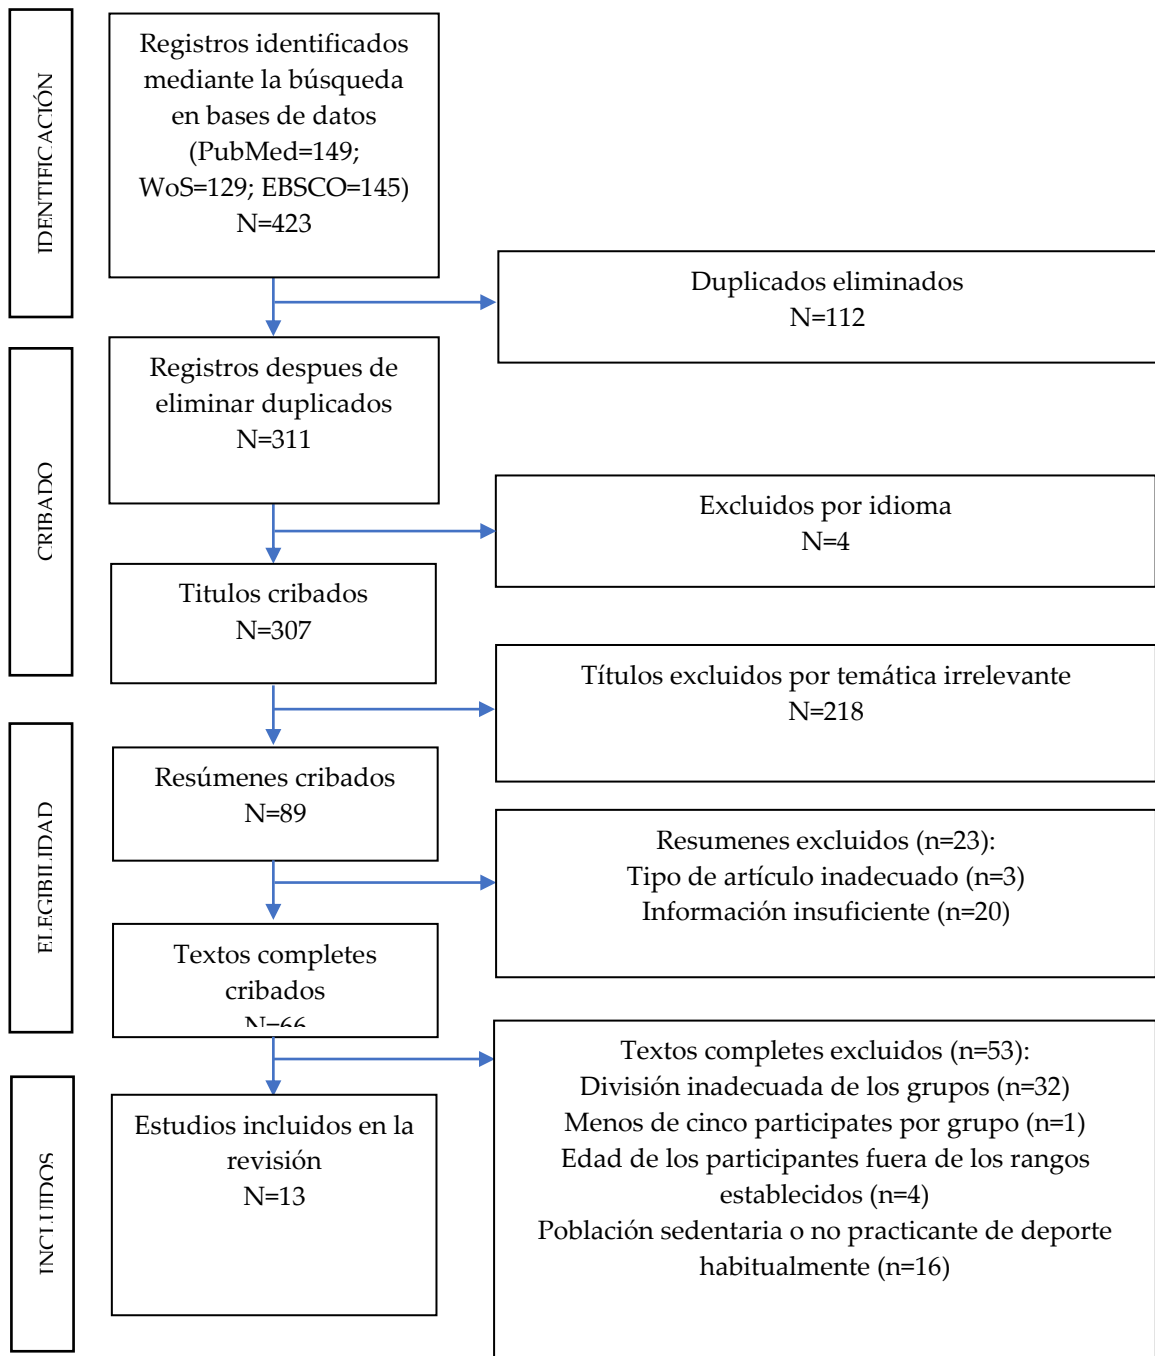 IDENTIFICACIÓN
Registros identificados
mediante la búsqueda
en bases de datos
(PubMed=149;
WoS=129; EBSCO=145)
N=423
Duplicados eliminados
N=112
CRIBADO
Registros despues de
eliminar duplicados
N=311
Excluidos por idioma
N=4
Titulos cribados
N=307
Títulos excluidos por temática irrelevante
N=218
ELEGIBILIDAD
Resúmenes cribados
N=89
Resumenes excluidos (n=23):
Tipo de artículo inadecuado (n=3)
Información insuficiente (n=20)
Textos completes
cribados
N=66
Textos completes excluidos (n=53):
División inadecuada de los grupos (n=32)
Menos de cinco participates por grupo (n=1)
Edad de los participantes fuera de los rangos
establecidos (n=4)
Población sedentaria o no practicante de deporte
habitualmente (n=16)
INCLUIDOS
Estudios incluidos en la
revisión
N=13